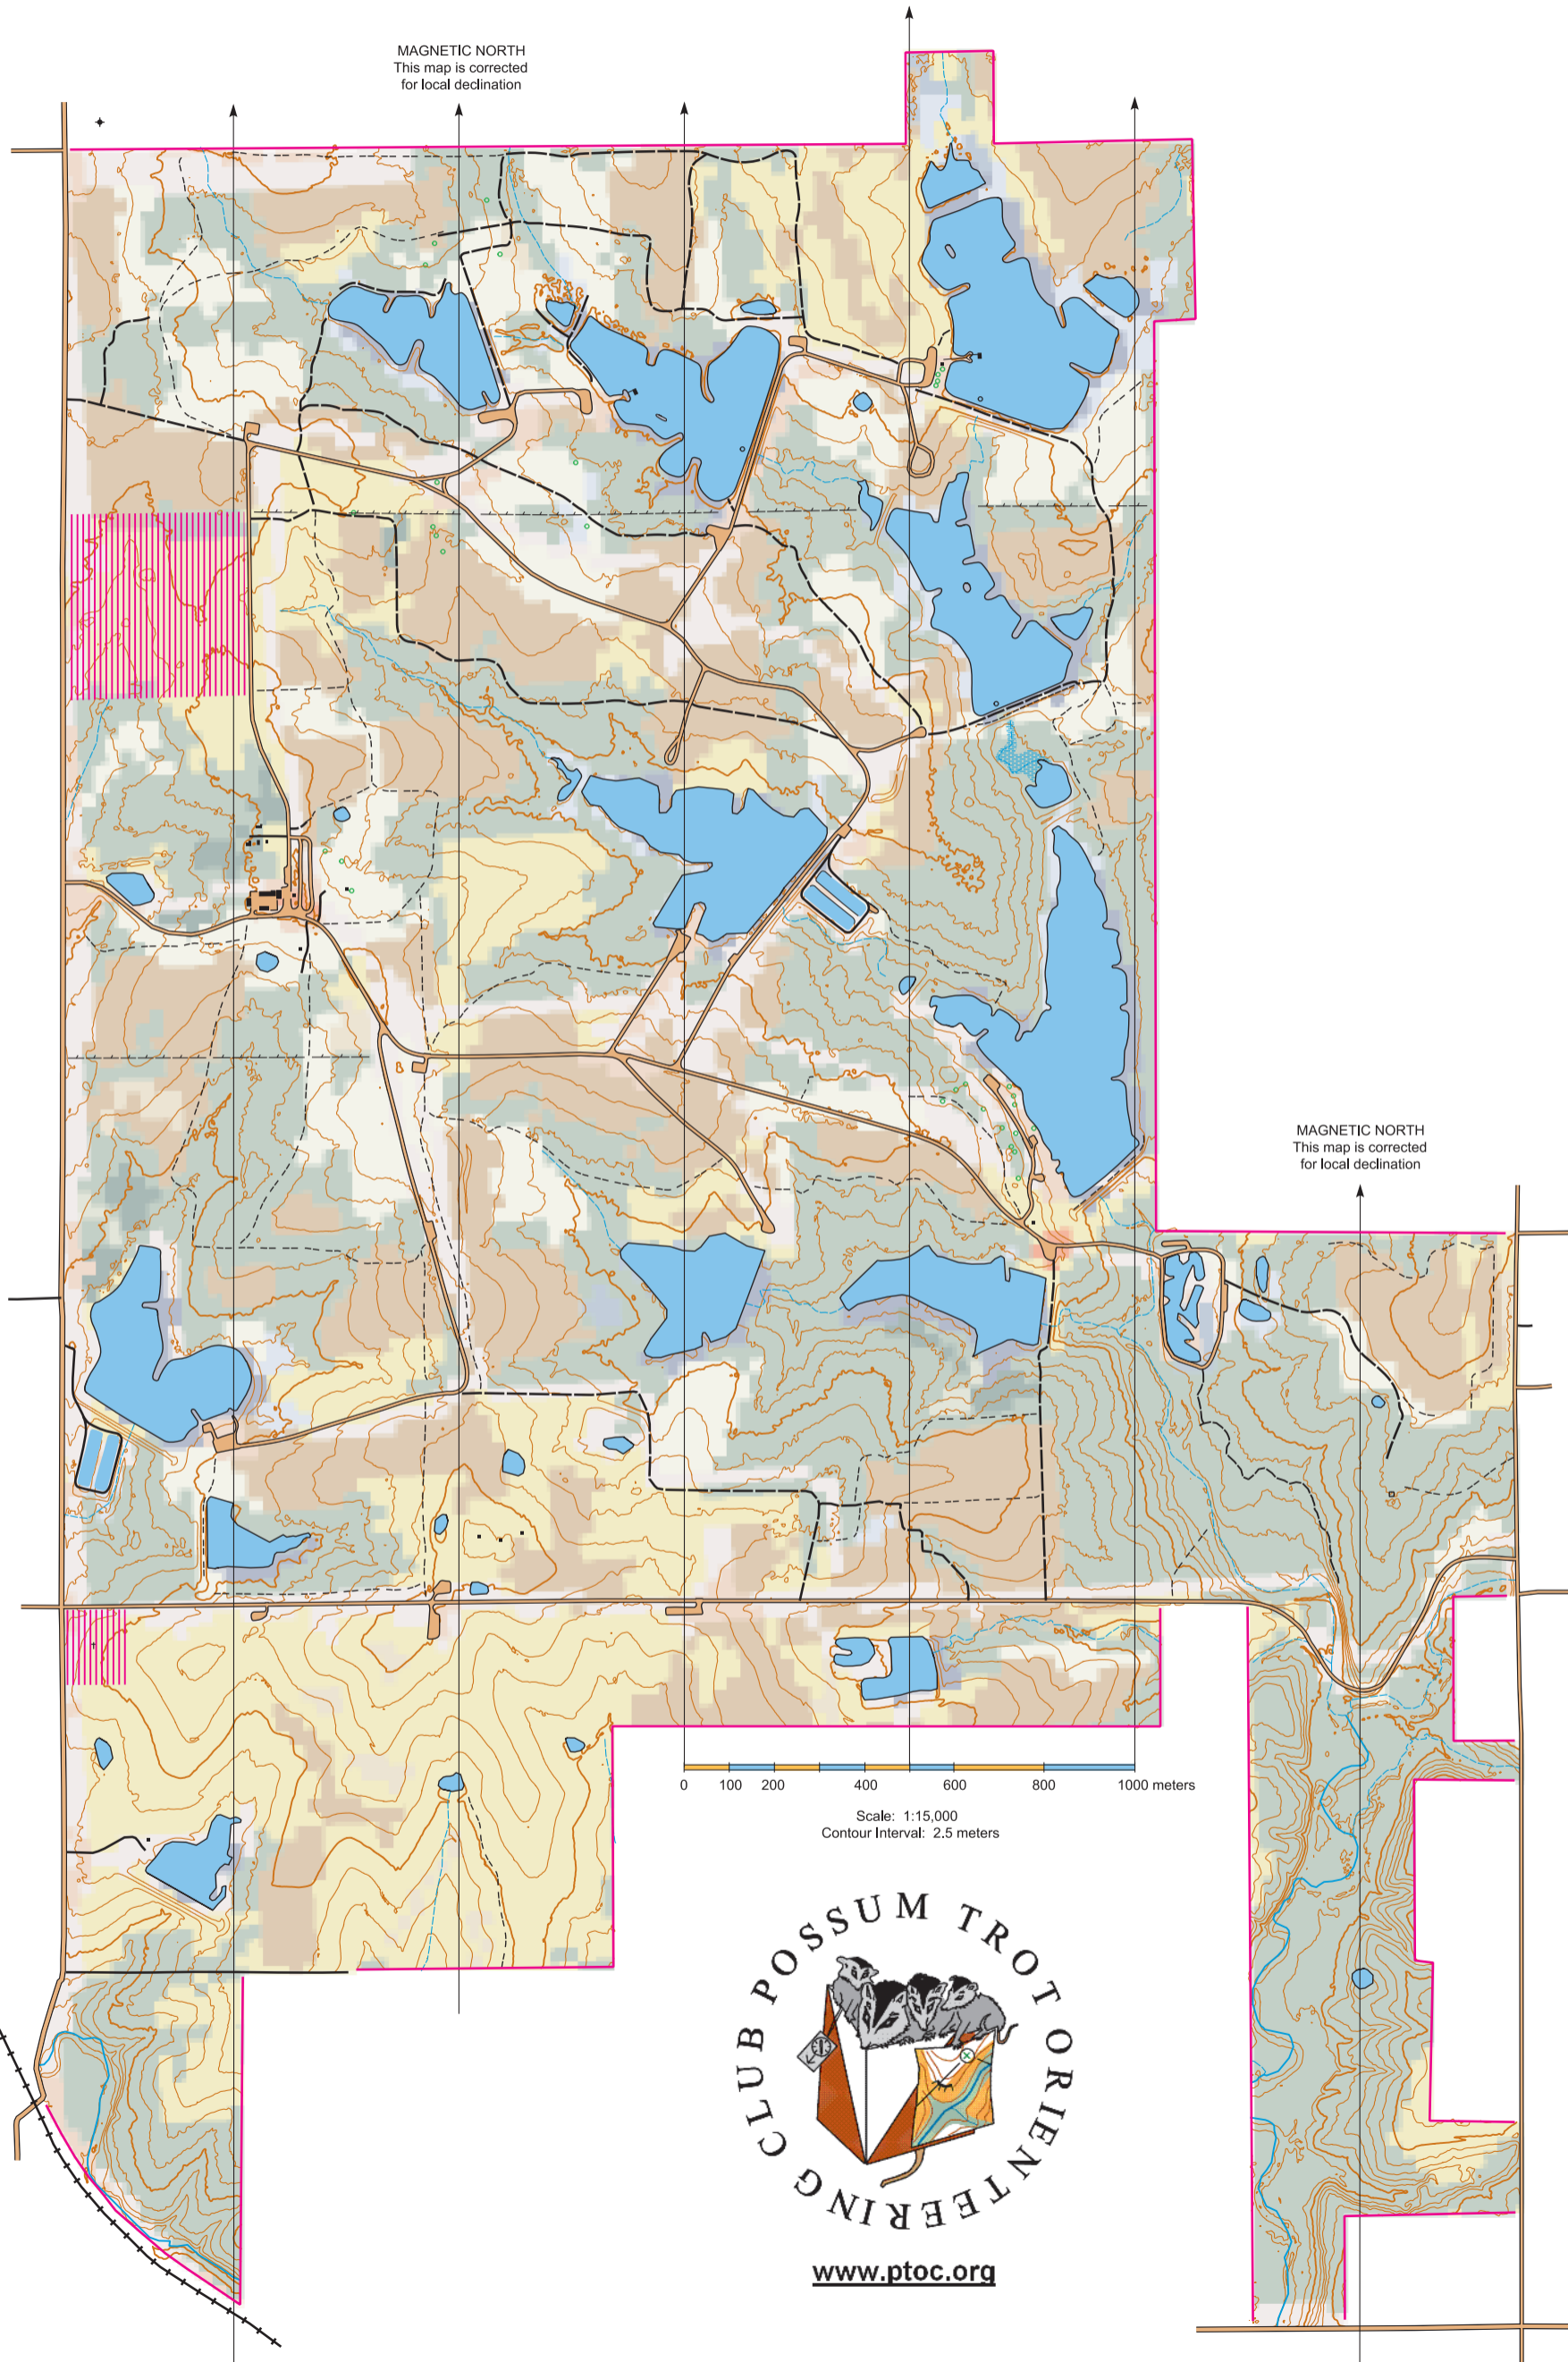 MAGNETIC NORTH
This map is corrected
for local declination
MAGNETIC NORTH
This map is corrected
for local declination
0 100 200 400 600 800 1000 meters
Scale: 1:15,000
Contour Interval: 2.5 meters
CLUB POSSUM TROT ORIENTEERING
www.ptoc.org